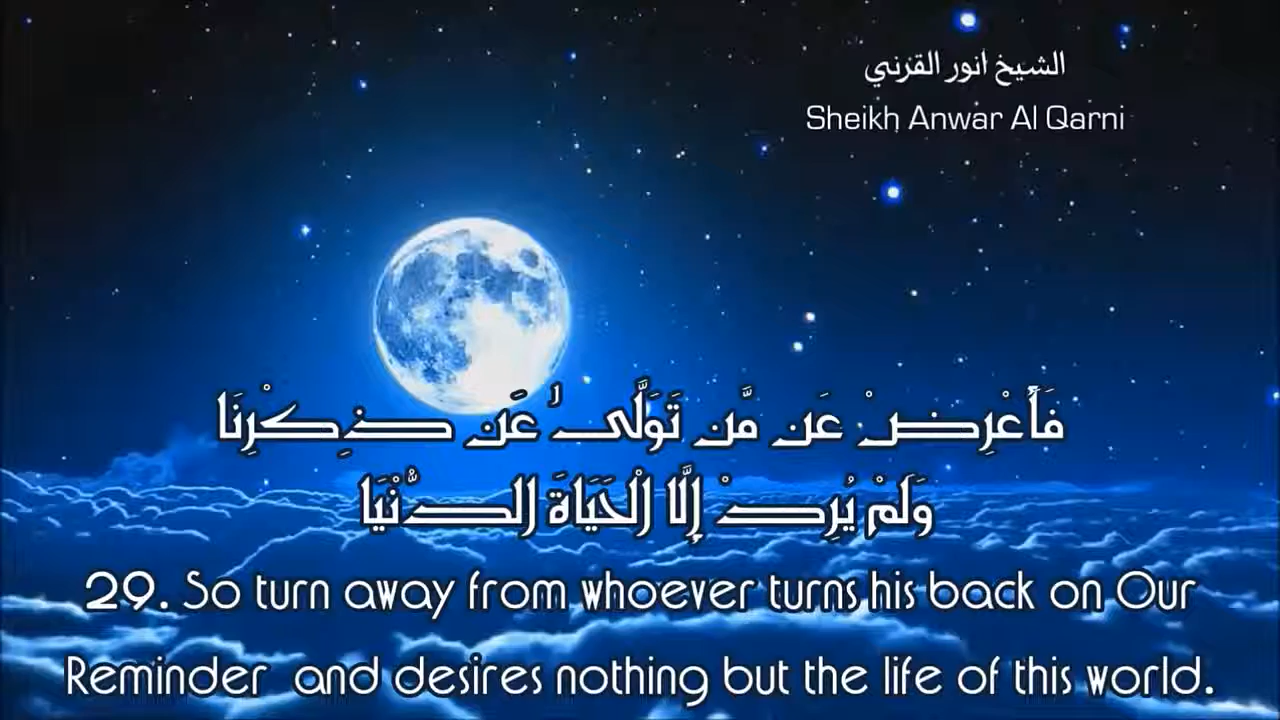 الشيخ انور القرني
Sheikh Anwar Al Qarni
فَأَعْرِضْ عَن مَّن تَوَلَّىٰ عَن ذِكْرِنَا
وَلَمْ يُرِدْ إِلَّا الْحَيَاةَ الدُّنْيَا
29. So turn away from whoever turns his back on Our
Reminder and desires nothing but the life of this world.